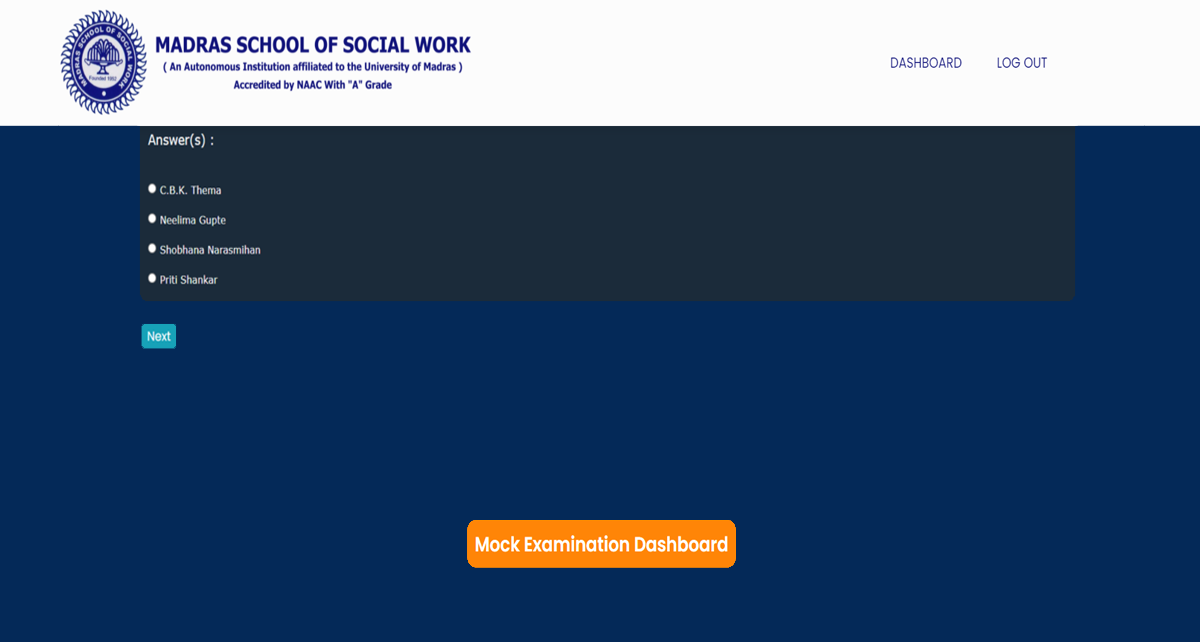 MADRAS SCHOOL OF SOCIAL WORK
Founded 1952
MADRAS SCHOOL OF SOCIAL WORK
( An Autonomous Institution affiliated to the University of Madras )
Accredited by NAAC With "A" Grade
DASHBOARD
LOG OUT
Answer(s) :
C.B.K. Thema
Neelima Gupte
Shobhana Narasmihan
Priti Shankar
Next
Mock Examination Dashboard